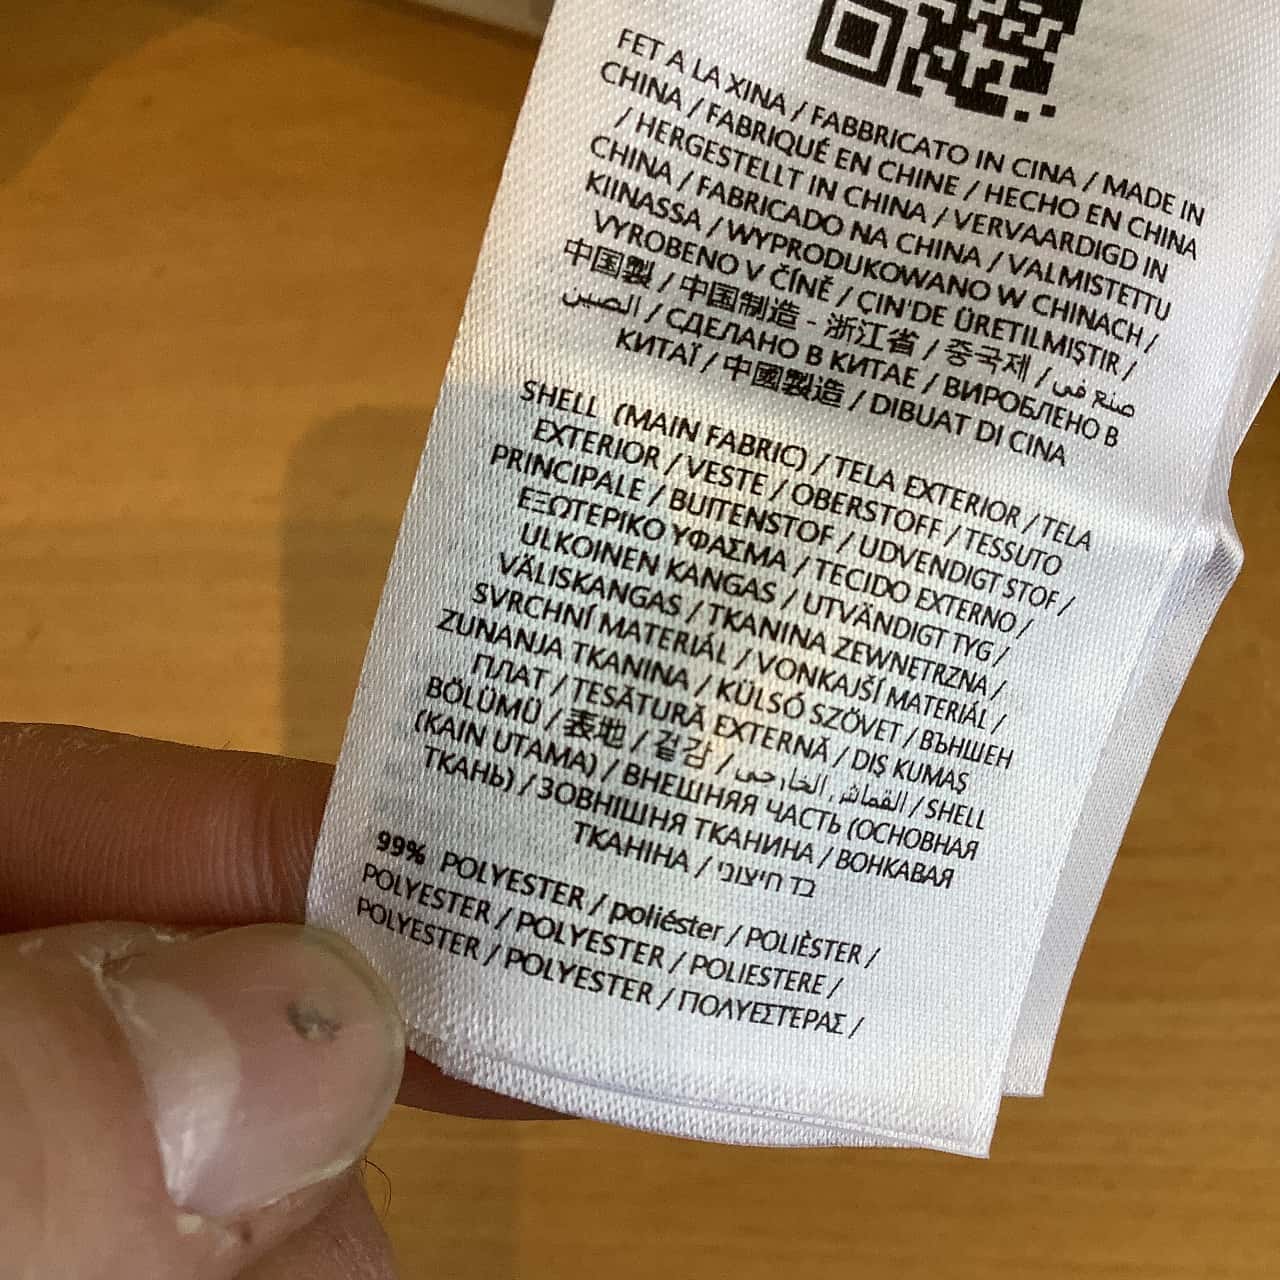 FET A LA XINA / FABBRICATO IN CINA / MADE IN
CHINA / FABRIQUÉ EN CHINE / HECHO EN CHINA
/ HERGESTELLT IN CHINA / VERVAARDIGD IN
CHINA / FABRICADO NA CHINA / VALMISTETTU
KIINASSA / WYPRODUKOWANO W CHINACH /
VYROBENO V ČÍNĚ / ÇIN'DE ÜRETILMIŞTIR /
中国製 / 中国制造 - 浙江省 / 중국제 / صنع في
الصين / СДЕЛАНО В КИТАЕ / ВИРОБЛЕНО В
КИТАЇ / 中國製造 / DIBUAT DI CINA
SHELL (MAIN FABRIC) / TELA EXTERIOR / TELA
EXTERIOR / VESTE / OBERSTOFF / TESSUTO
PRINCIPALE / BUITENSTOF / UDVENDIGT STOF /
ΕΞΩΤΕΡΙΚΟ ΥΦΑΣΜΑ / TECIDO EXTERNO /
ULKOINEN KANGAS / UTVÄNDIGT TYG /
VÄLISKANGAS / TKANINA ZEWNETRZNA /
SVRCHNÍ MATERIÁL / VONKAJŠÍ MATERIÁL /
ZUNANJA TKANINA / KÜLSÓ SZÖVET / ВЪНШЕН
ПЛАТ / TESĂTURĂ EXTERNĂ / DIŞ KUMAŞ
BÖLÜMÜ / 表地 / 겉감 / القماش الخارجي / SHELL
(KAIN UTAMA) / ВНЕШНЯЯ ЧАСТЬ (ОСНОВНАЯ
ТКАНЬ) / ЗОВНІШНЯ ТКАНИНА / ВОНКАВАЯ
ТКАНІНА / בד חיצוני
99% POLYESTER / poliéster / POLIÈSTER /
POLYESTER / POLYESTER / POLIESTERE /
POLYESTER / POLYESTER / ΠΟΛΥΕΣΤΈΡΑΣ /